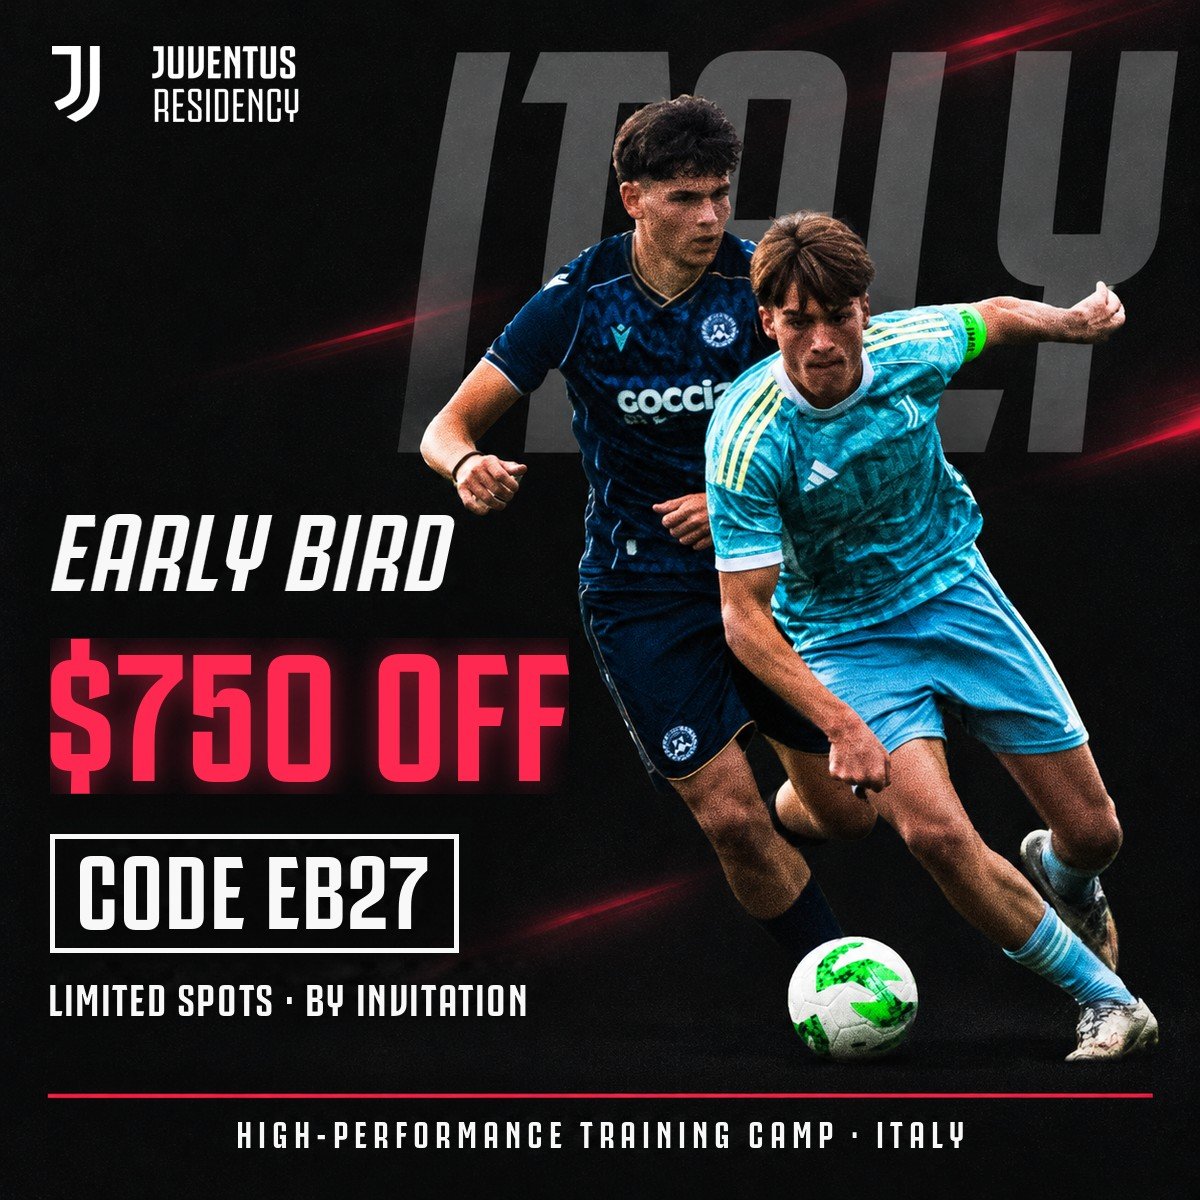 JUVENTUS
RESIDENCY
ITALY
EARLY BIRD
$750 OFF
CODE EB27
LIMITED SPOTS · BY INVITATION
HIGH-PERFORMANCE TRAINING CAMP · ITALY